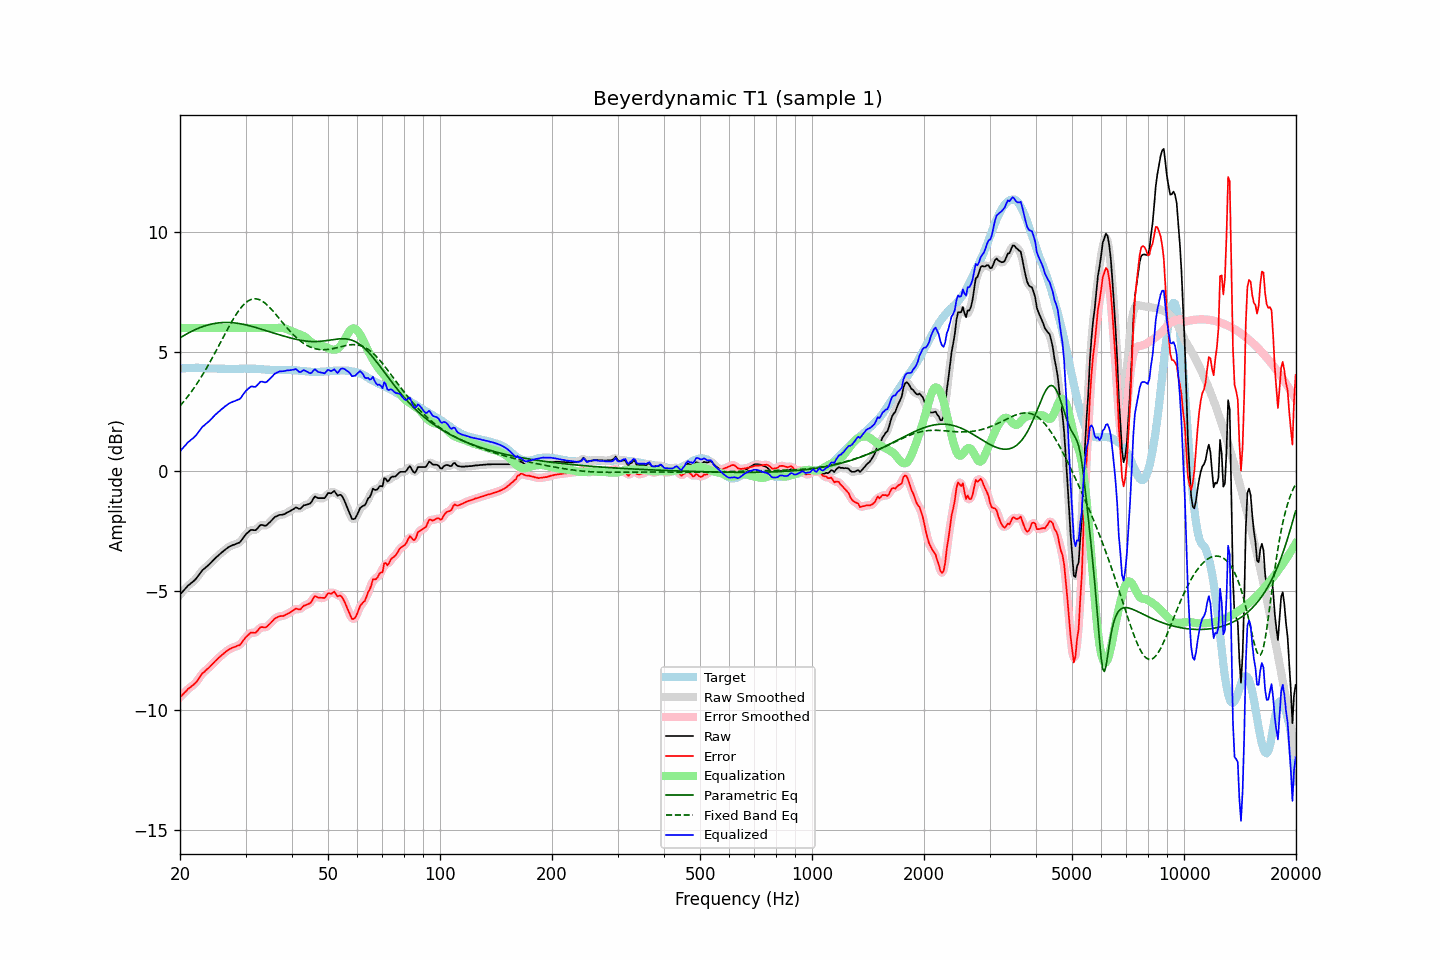 Beyerdynamic T1 (sample 1)
Amplitude (dBr)
10
5
0
−5
−10
−15
Target
Raw Smoothed
Error Smoothed
Raw
Error
Equalization
Parametric Eq
Fixed Band Eq
Equalized
20 50 100 200 500 1000 2000 5000 10000 20000
Frequency (Hz)